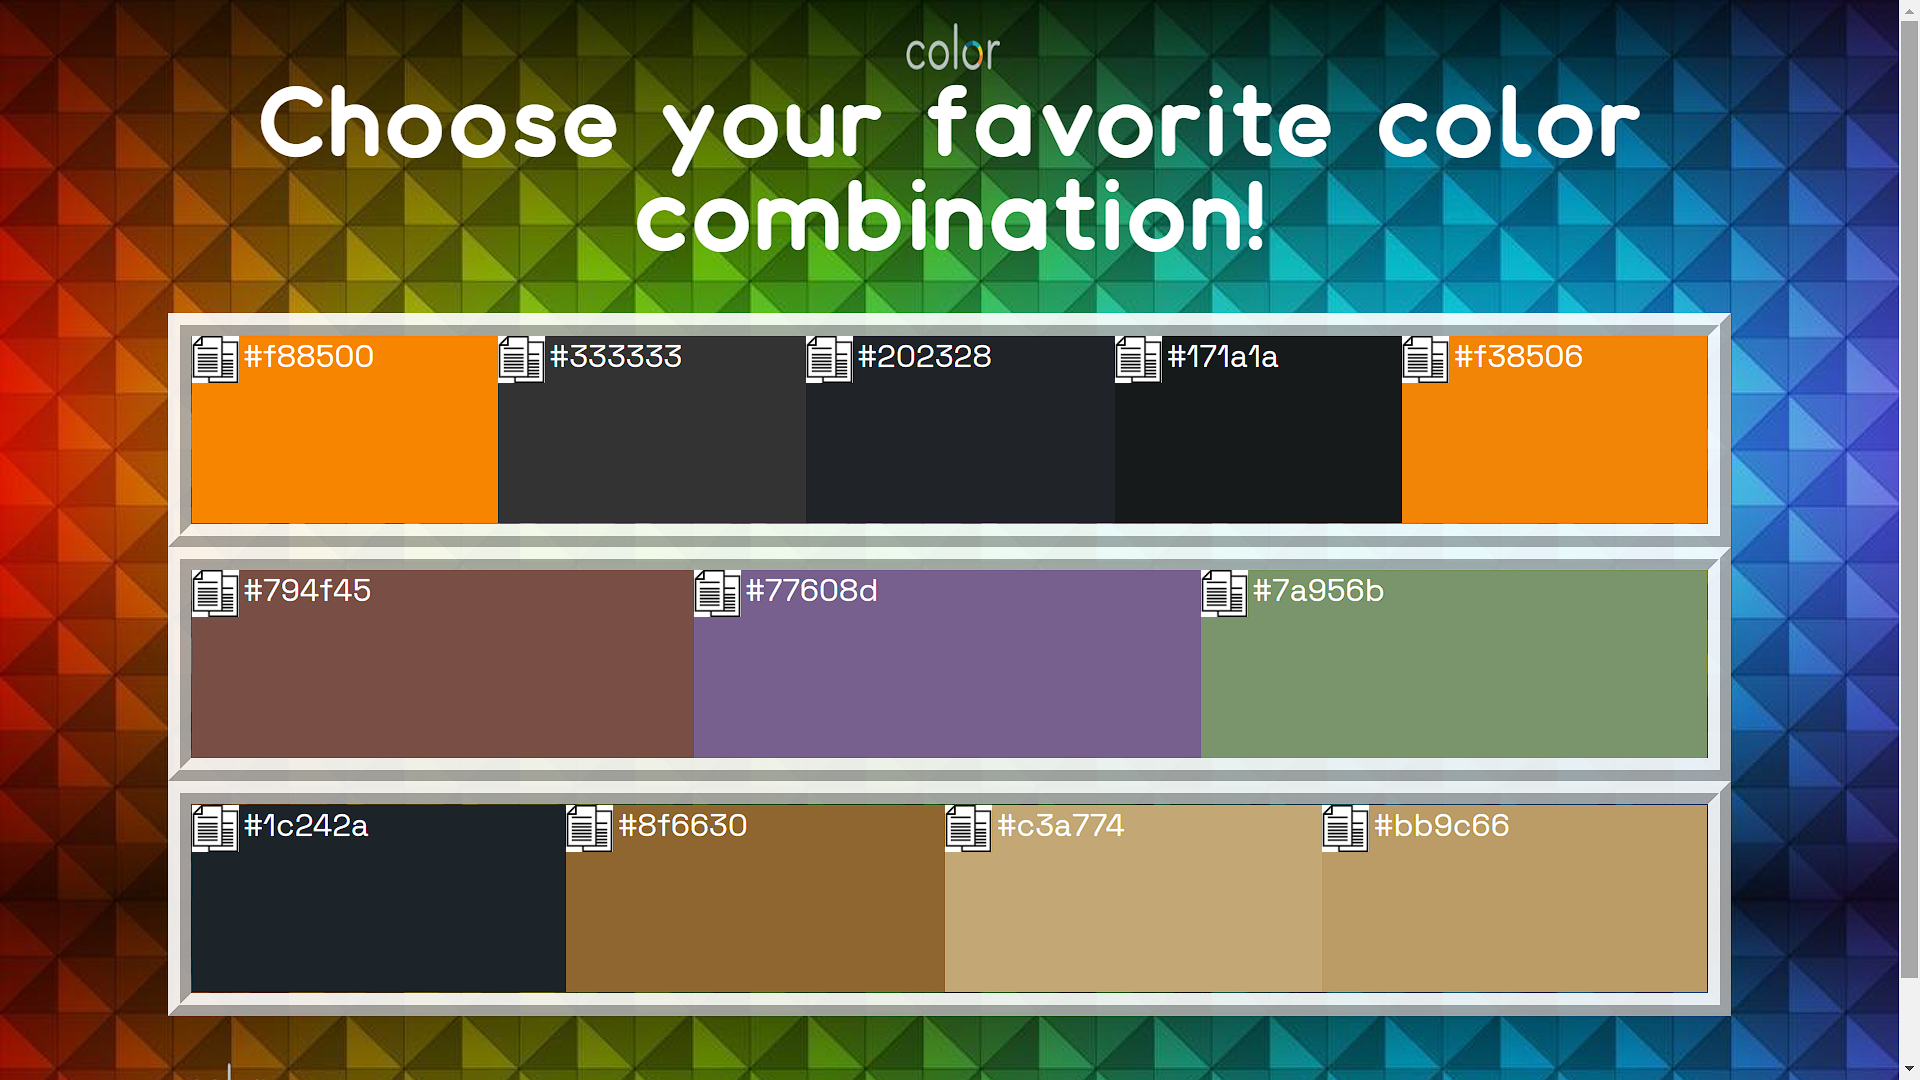 color
Choose your favorite color
combination!
#f88500 #333333 #202328 #171a1a #f38506
#794f45 #77608d #7a956b
#1c242a #8f6630 #c3a774 #bb9c66